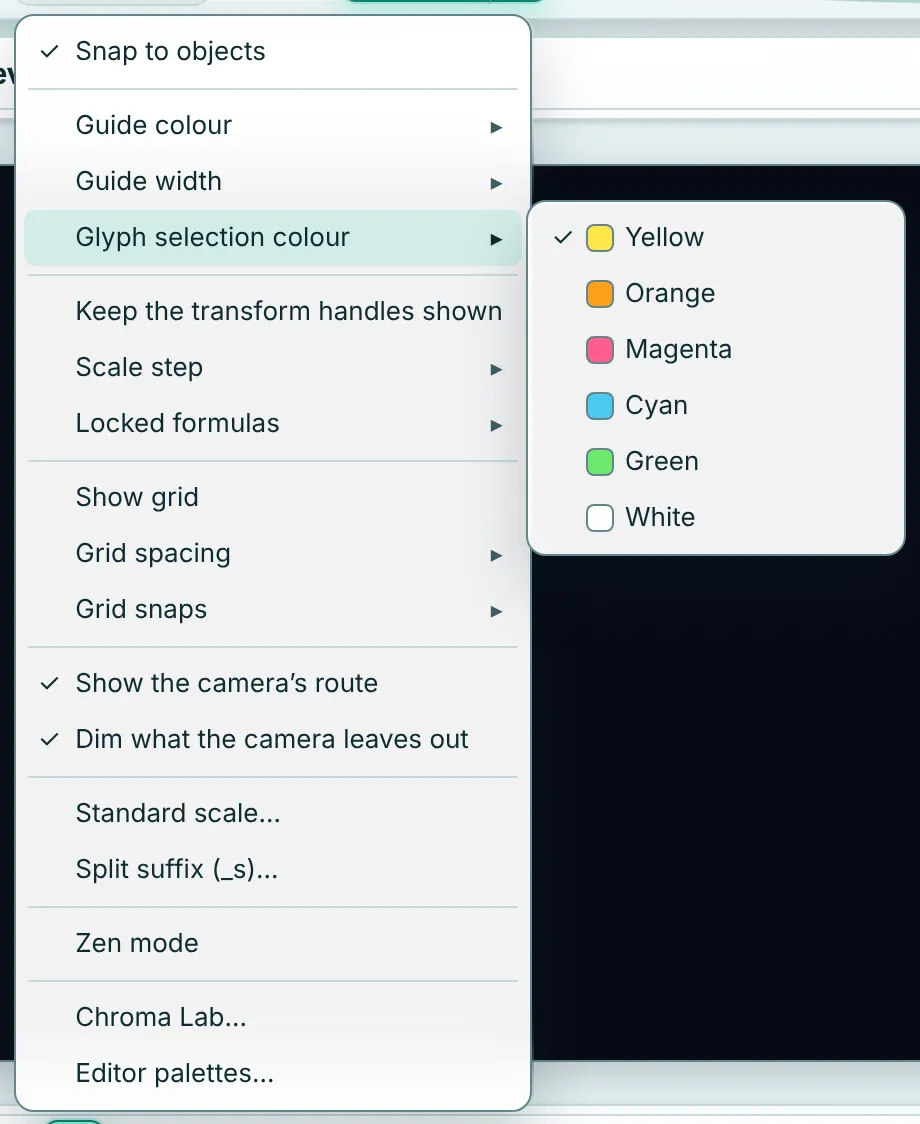 Snap to objects
Guide colour
Guide width
Glyph selection colour
Yellow
Orange
Magenta
Cyan
Green
White
Keep the transform handles shown
Scale step
Locked formulas
Show grid
Grid spacing
Grid snaps
Show the camera’s route
Dim what the camera leaves out
Standard scale...
Split suffix (_s)...
Zen mode
Chroma Lab...
Editor palettes...